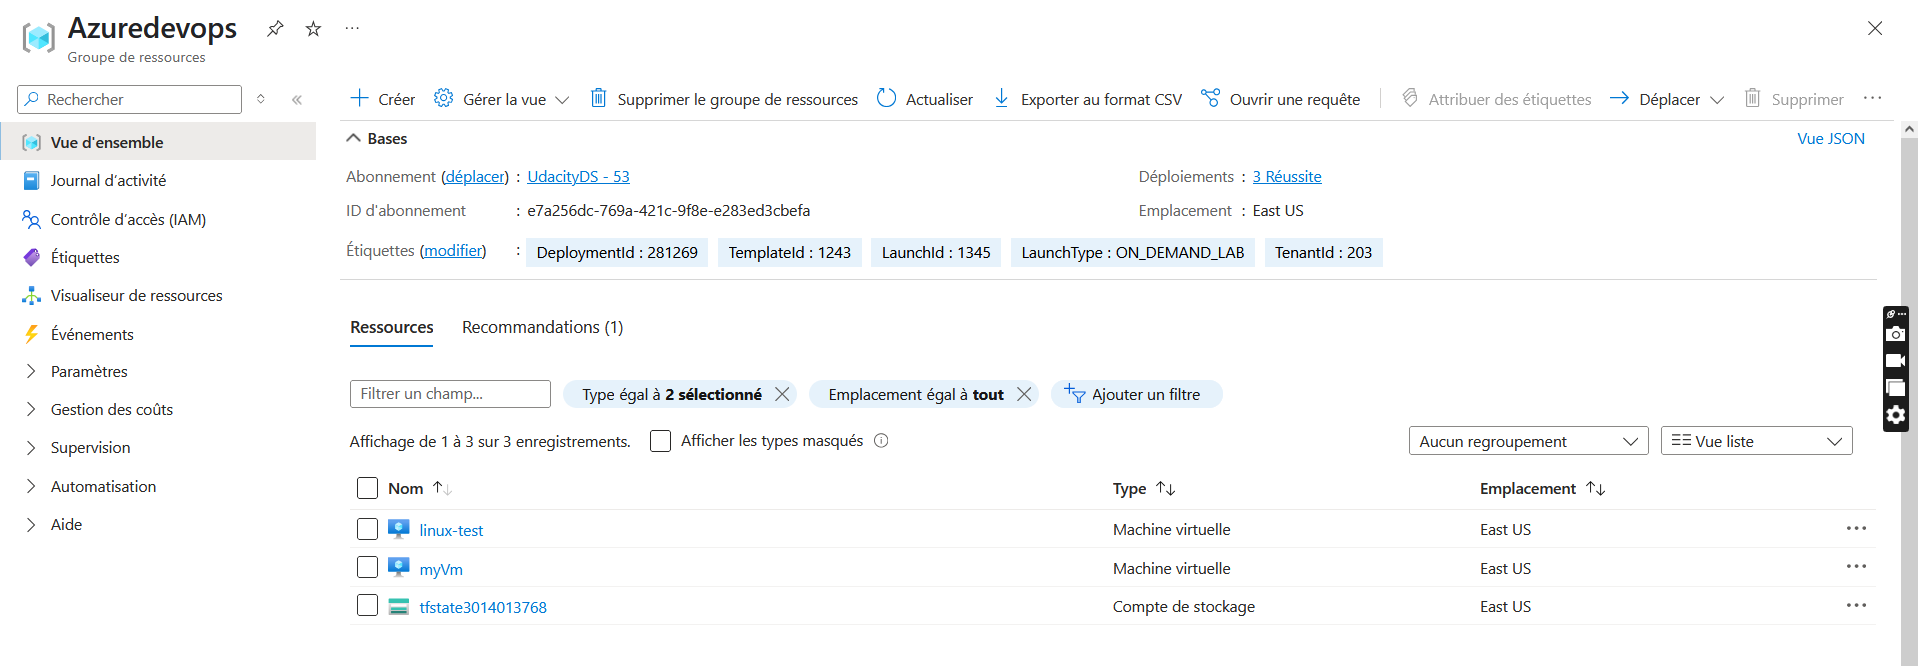 Azuredevops
Groupe de ressources
Rechercher
Créer Gérer la vue Supprimer le groupe de ressources Actualiser Exporter au format CSV Ouvrir une requête Attribuer des étiquettes Déplacer Supprimer
Vue d'ensemble
Journal d’activité
Contrôle d’accès (IAM)
Étiquettes
Visualiseur de ressources
Événements
Paramètres
Gestion des coûts
Supervision
Automatisation
Aide
Bases Vue JSON
Abonnement (déplacer) : UdacityDS - 53 Déploiements : 3 Réussite
ID d'abonnement : e7a256dc-769a-421c-9f8e-e283ed3cbefa Emplacement : East US
Étiquettes (modifier) : DeploymentId : 281269 TemplateId : 1243 LaunchId : 1345 LaunchType : ON_DEMAND_LAB TenantId : 203
Ressources Recommandations (1)
Filtrer un champ... Type égal à 2 sélectionné Emplacement égal à tout Ajouter un filtre
Affichage de 1 à 3 sur 3 enregistrements. Afficher les types masqués Aucun regroupement Vue liste
Nom Type Emplacement
linux-test Machine virtuelle East US
myVm Machine virtuelle East US
tfstate3014013768 Compte de stockage East US